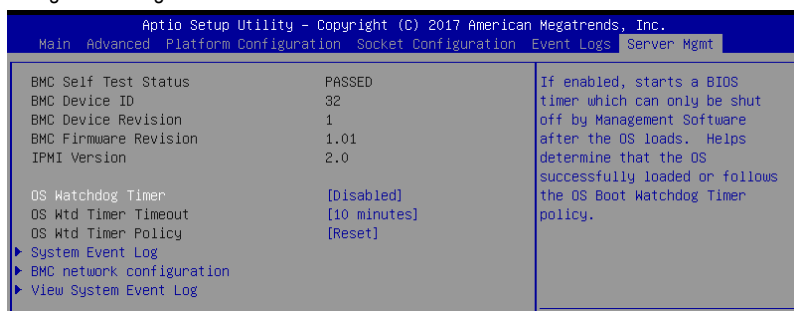 Aptio Setup Utility – Copyright (C) 2017 American Megatrends, Inc.
Main Advanced Platform Configuration Socket Configuration Event Logs Server Mgmt
BMC Self Test Status PASSED
BMC Device ID 32
BMC Device Revision 1
BMC Firmware Revision 1.01
IPMI Version 2.0
OS Watchdog Timer [Disabled]
OS Wtd Timer Timeout [10 minutes]
OS Wtd Timer Policy [Reset]
System Event Log
BMC network configuration
View System Event Log
If enabled, starts a BIOS
timer which can only be shut
off by Management Software
after the OS loads. Helps
determine that the OS
successfully loaded or follows
the OS Boot Watchdog Timer
policy.